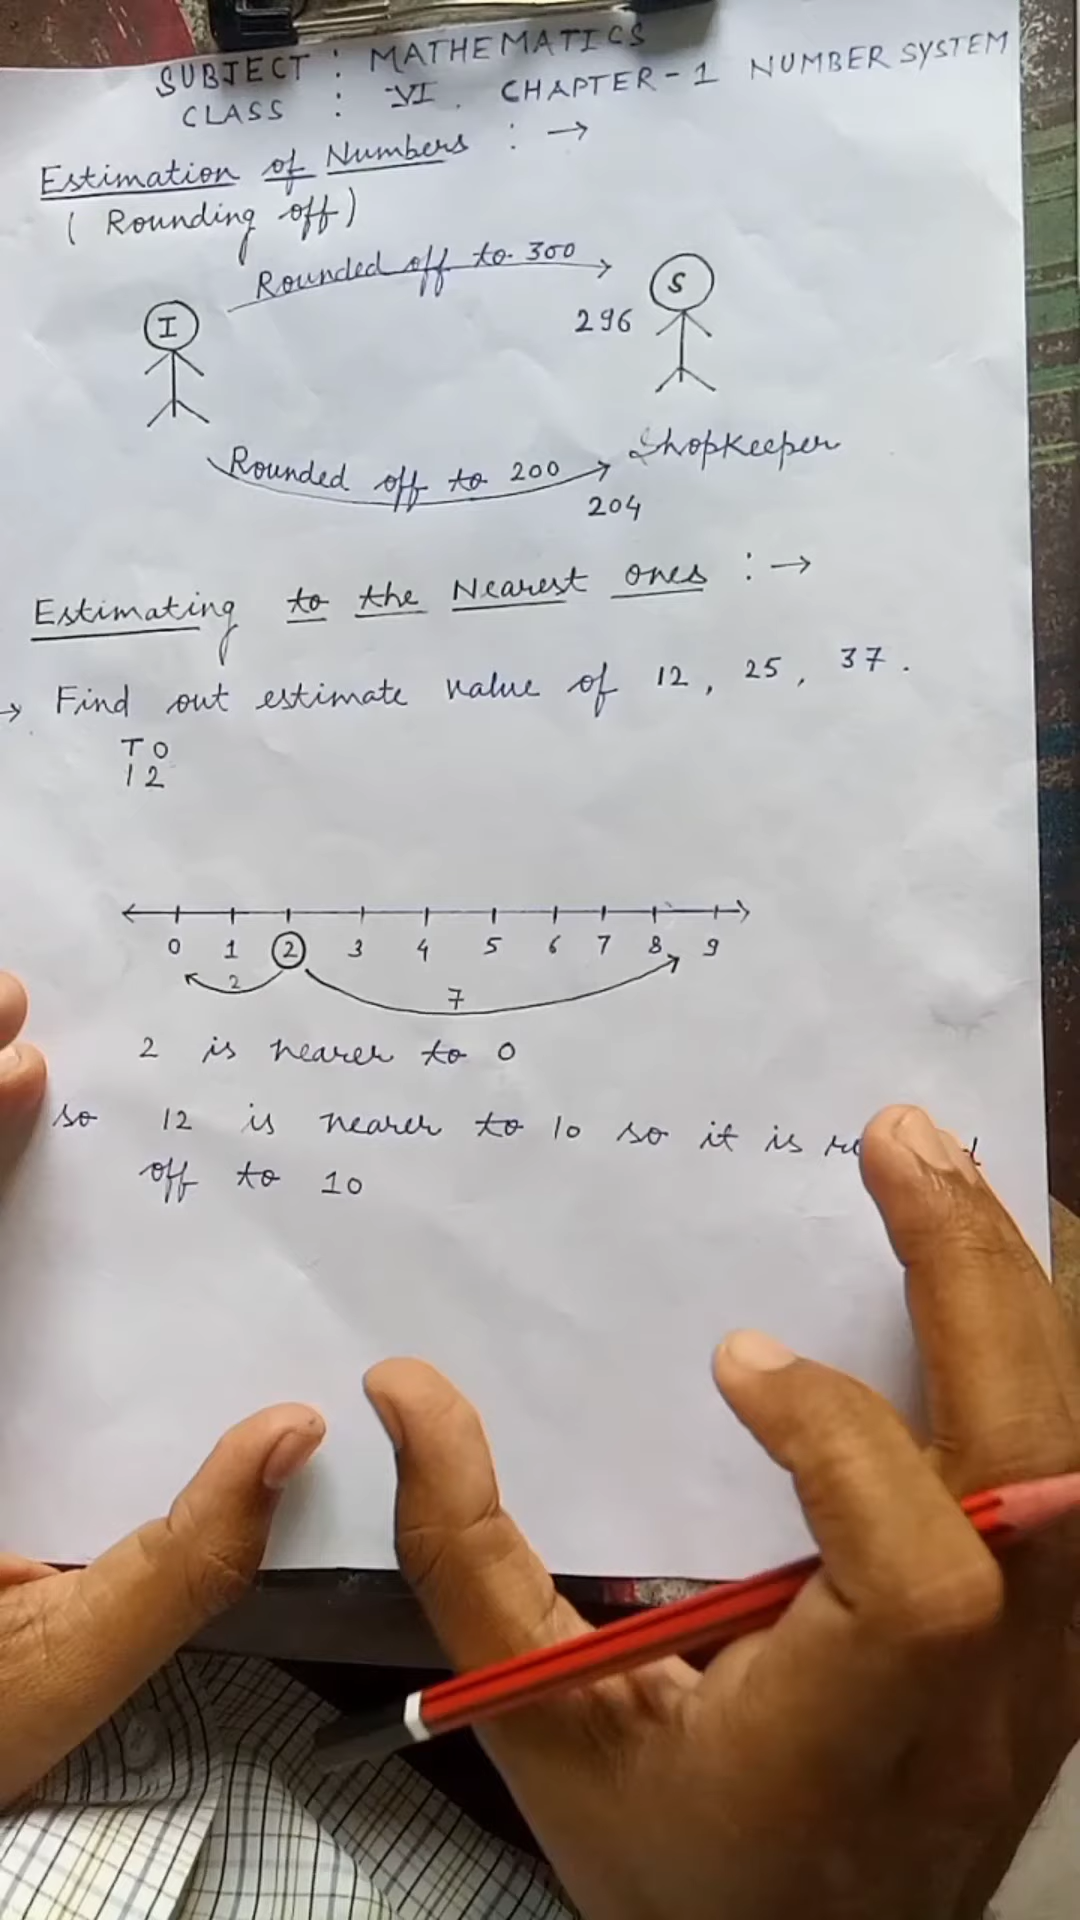 SUBJECT : MATHEMATICS
CLASS : VI. CHAPTER-1 NUMBER SYSTEM
Estimation of Numbers : →
(Rounding off)
Rounded off to 300
I
S
296
Rounded off to 200
Shopkeeper
204
Estimating to the Nearest ones : →
→ Find out estimate value of 12, 25, 37.
T O
1 2
0 1 2 3 4 5 6 7 8 9
2
7
2 is nearer to 0
so 12 is nearer to 10 so it is
off to 10